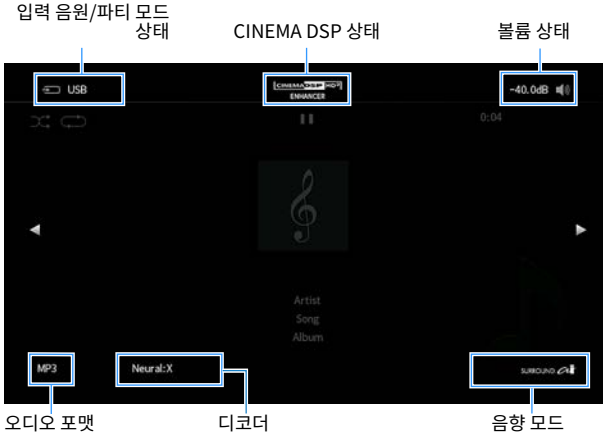 입력 음원/파티 모드
상태
CINEMA DSP 상태
볼륨 상태
USB
CINEMA DSP HD3
ENHANCER
-40.0dB
0:04
Artist
Song
Album
MP3
Neural:X
SURROUND AI
오디오 포맷
디코더
음향 모드